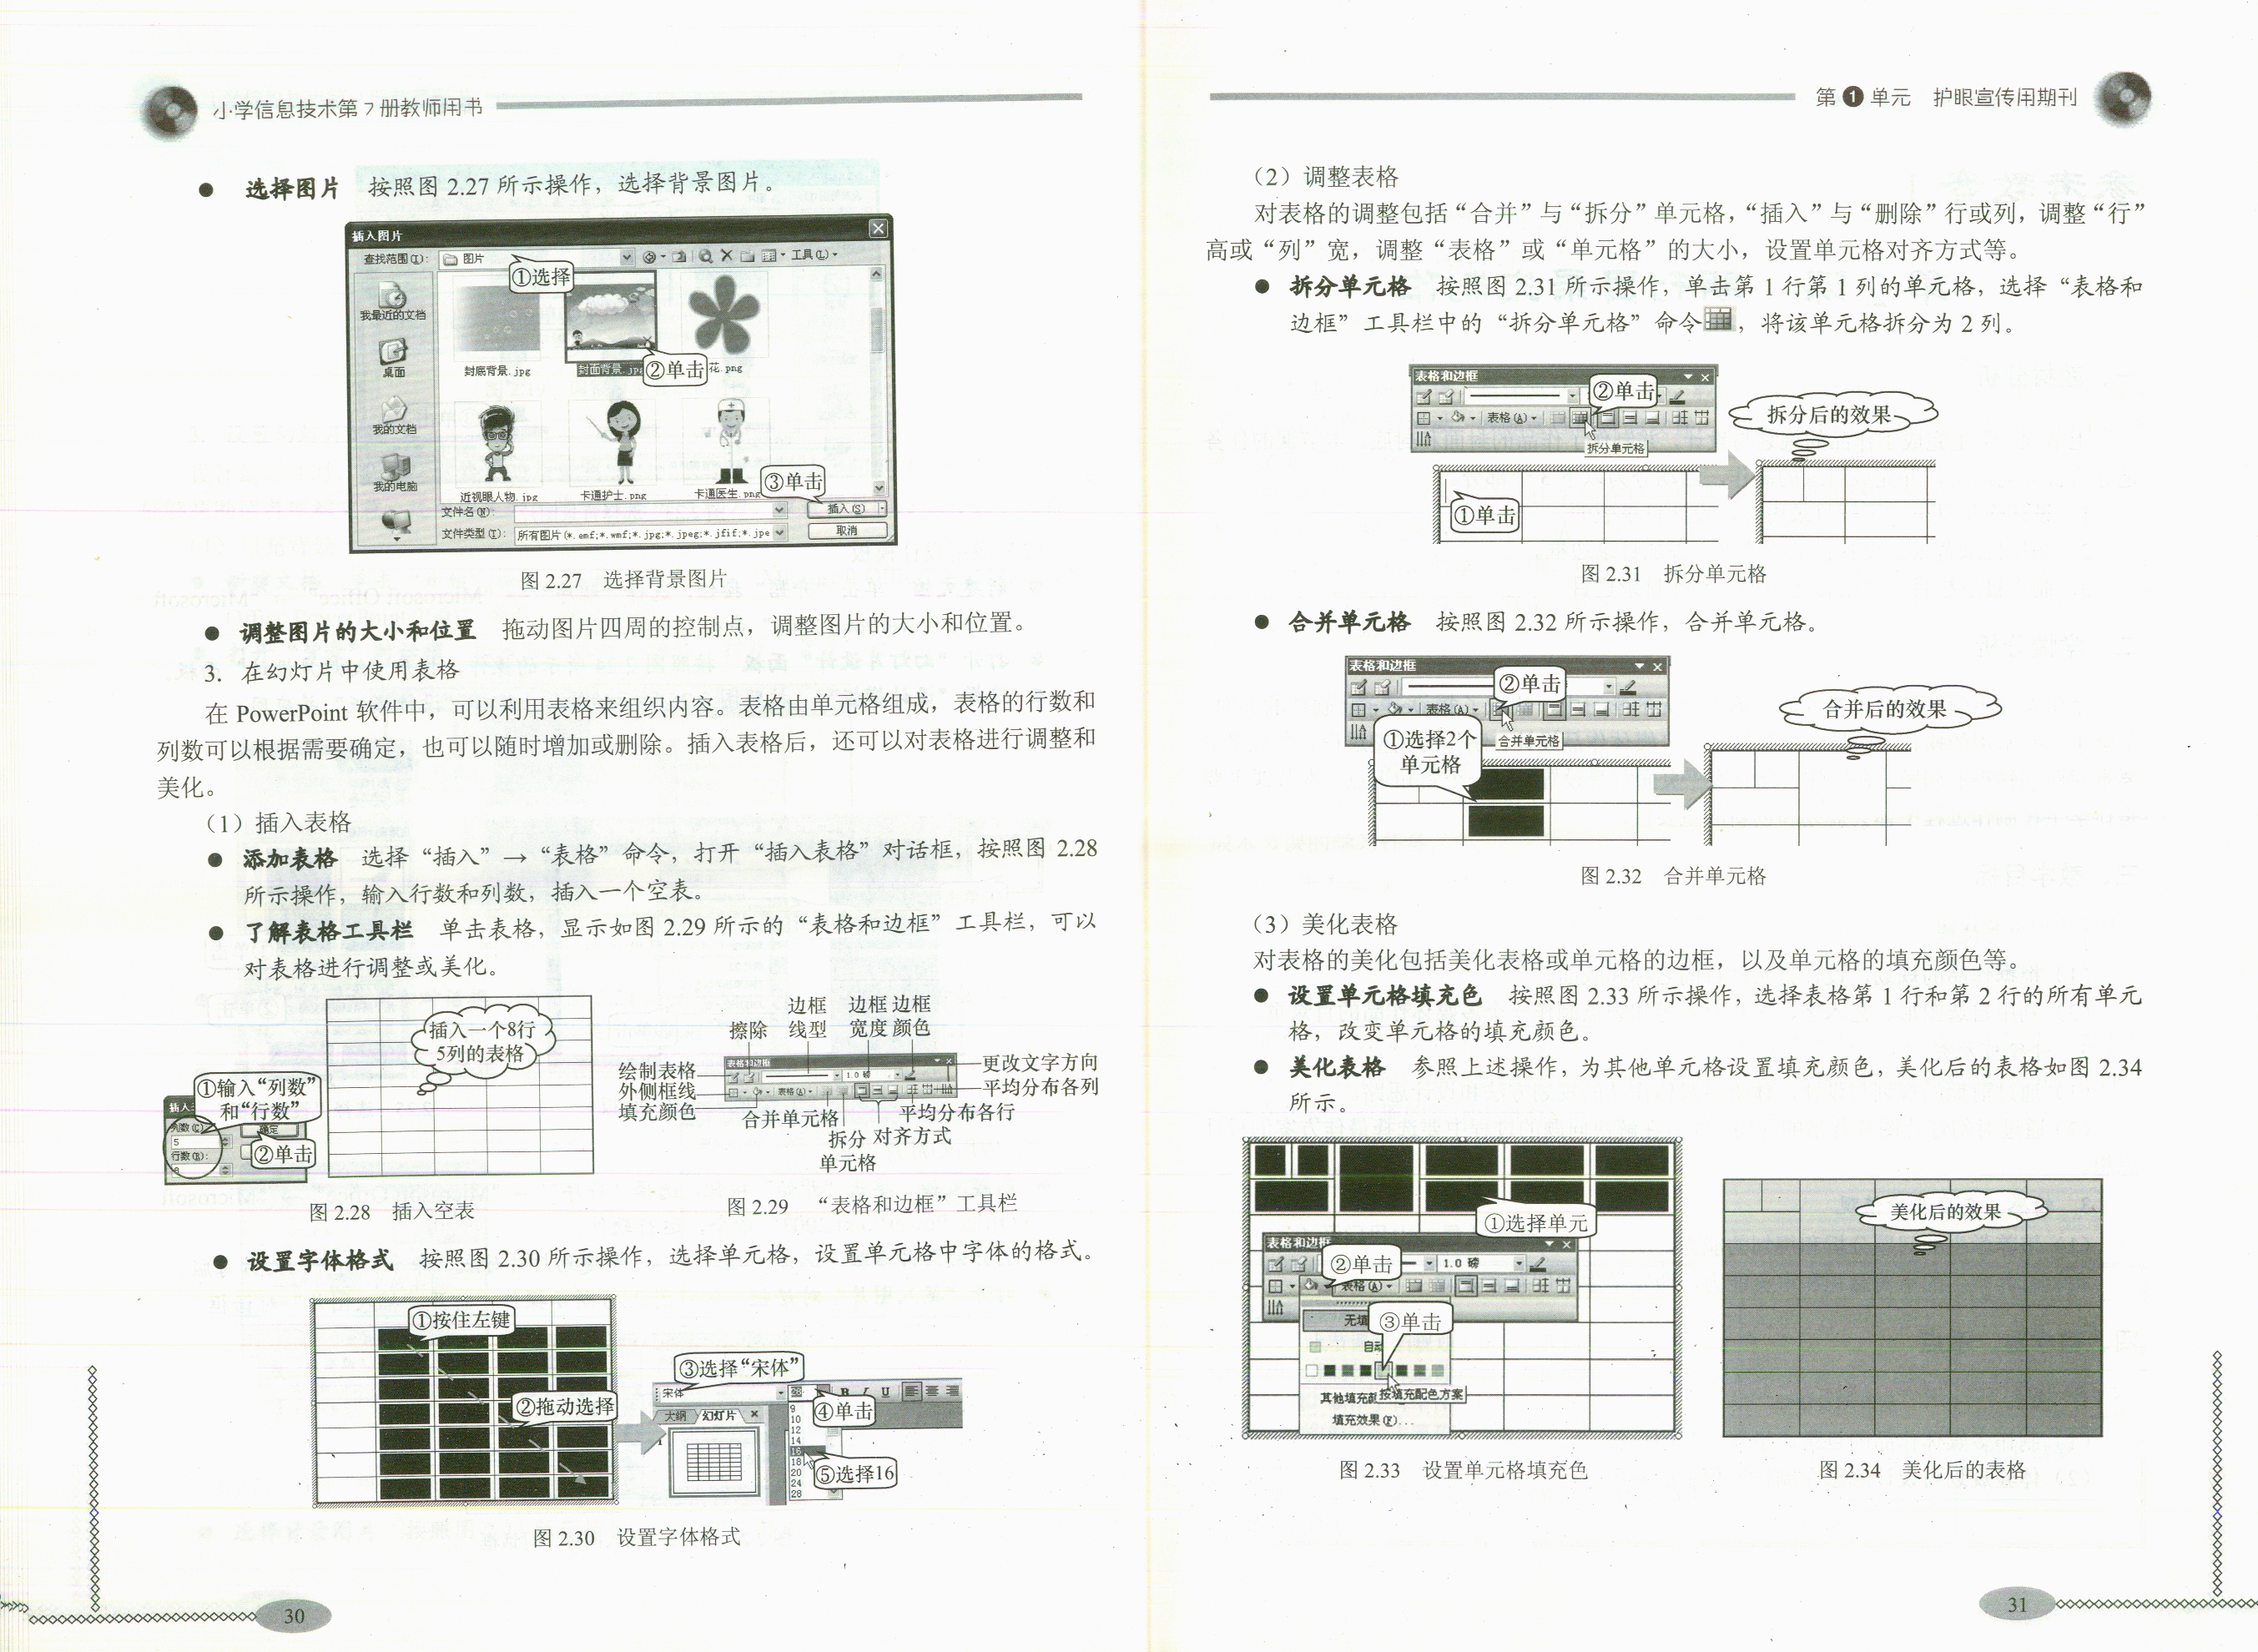 小学信息技术第7册教师用书
● 选择图片 按照图 2.27 所示操作，选择背景图片。
插入图片
查找范围(I)： 图片
工具(L)
①选择
我最近的文档
桌面
我的文档
我的电脑
封底背景.jpg
封面背景.jp
②单击
花.png
近视眼人物.jpg
卡通护士.png
卡通医生.png
③单击
文件名(N)：
插入(S)
文件类型(T)： 所有图片(*.emf;*.wmf;*.jpg;*.jpeg;*.jfif;*.jpe
取消
图 2.27 选择背景图片
● 调整图片的大小和位置 拖动图片四周的控制点，调整图片的大小和位置。
3. 在幻灯片中使用表格
在 PowerPoint 软件中，可以利用表格来组织内容。表格由单元格组成，表格的行数和
列数可以根据需要确定，也可以随时增加或删除。插入表格后，还可以对表格进行调整和
美化。
（1）插入表格
● 添加表格 选择“插入”→“表格”命令，打开“插入表格”对话框，按照图 2.28
所示操作，输入行数和列数，插入一个空表。
● 了解表格工具栏 单击表格，显示如图 2.29 所示的“表格和边框”工具栏，可以
对表格进行调整或美化。
插入一个8行
5列的表格
①输入“列数”
和“行数”
列数(C)
5
行数(R):
确定
②单击
图 2.28 插入空表
擦除
边框
线型
边框
宽度
边框
颜色
绘制表格
外侧框线
填充颜色
表格和边框
1.0 磅
表格(A)
更改文字方向
平均分布各列
合并单元格
拆分
单元格
对齐方式
平均分布各行
图 2.29 “表格和边框”工具栏
● 设置字体格式 按照图 2.30 所示操作，选择单元格，设置单元格中字体的格式。
①按住左键
②拖动选择
③选择“宋体”
宋体
B I U
大纲 幻灯片
④单击
9
10
12
14
16
18
20
24
28
⑤选择16
图 2.30 设置字体格式
30
第 1 单元 护眼宣传用期刊
（2）调整表格
对表格的调整包括“合并”与“拆分”单元格，“插入”与“删除”行或列，调整“行”
高或“列”宽，调整“表格”或“单元格”的大小，设置单元格对齐方式等。
● 拆分单元格 按照图 2.31 所示操作，单击第 1 行第 1 列的单元格，选择“表格和
边框”工具栏中的“拆分单元格”命令，将该单元格拆分为 2 列。
表格和边框
②单击
表格(A)
拆分单元格
①单击
拆分后的效果
图 2.31 拆分单元格
● 合并单元格 按照图 2.32 所示操作，合并单元格。
表格和边框
②单击
表格(A)
合并单元格
①选择2个
单元格
合并后的效果
图 2.32 合并单元格
（3）美化表格
对表格的美化包括美化表格或单元格的边框，以及单元格的填充颜色等。
● 设置单元格填充色 按照图 2.33 所示操作，选择表格第 1 行和第 2 行的所有单元
格，改变单元格的填充颜色。
● 美化表格 参照上述操作，为其他单元格设置填充颜色，美化后的表格如图 2.34
所示。
①选择单元
表格和边框
②单击
1.0 磅
表格(A)
无填
③单击
自动
其他填充颜
按填充配色方案
填充效果(F)...
图 2.33 设置单元格填充色
美化后的效果
图 2.34 美化后的表格
31